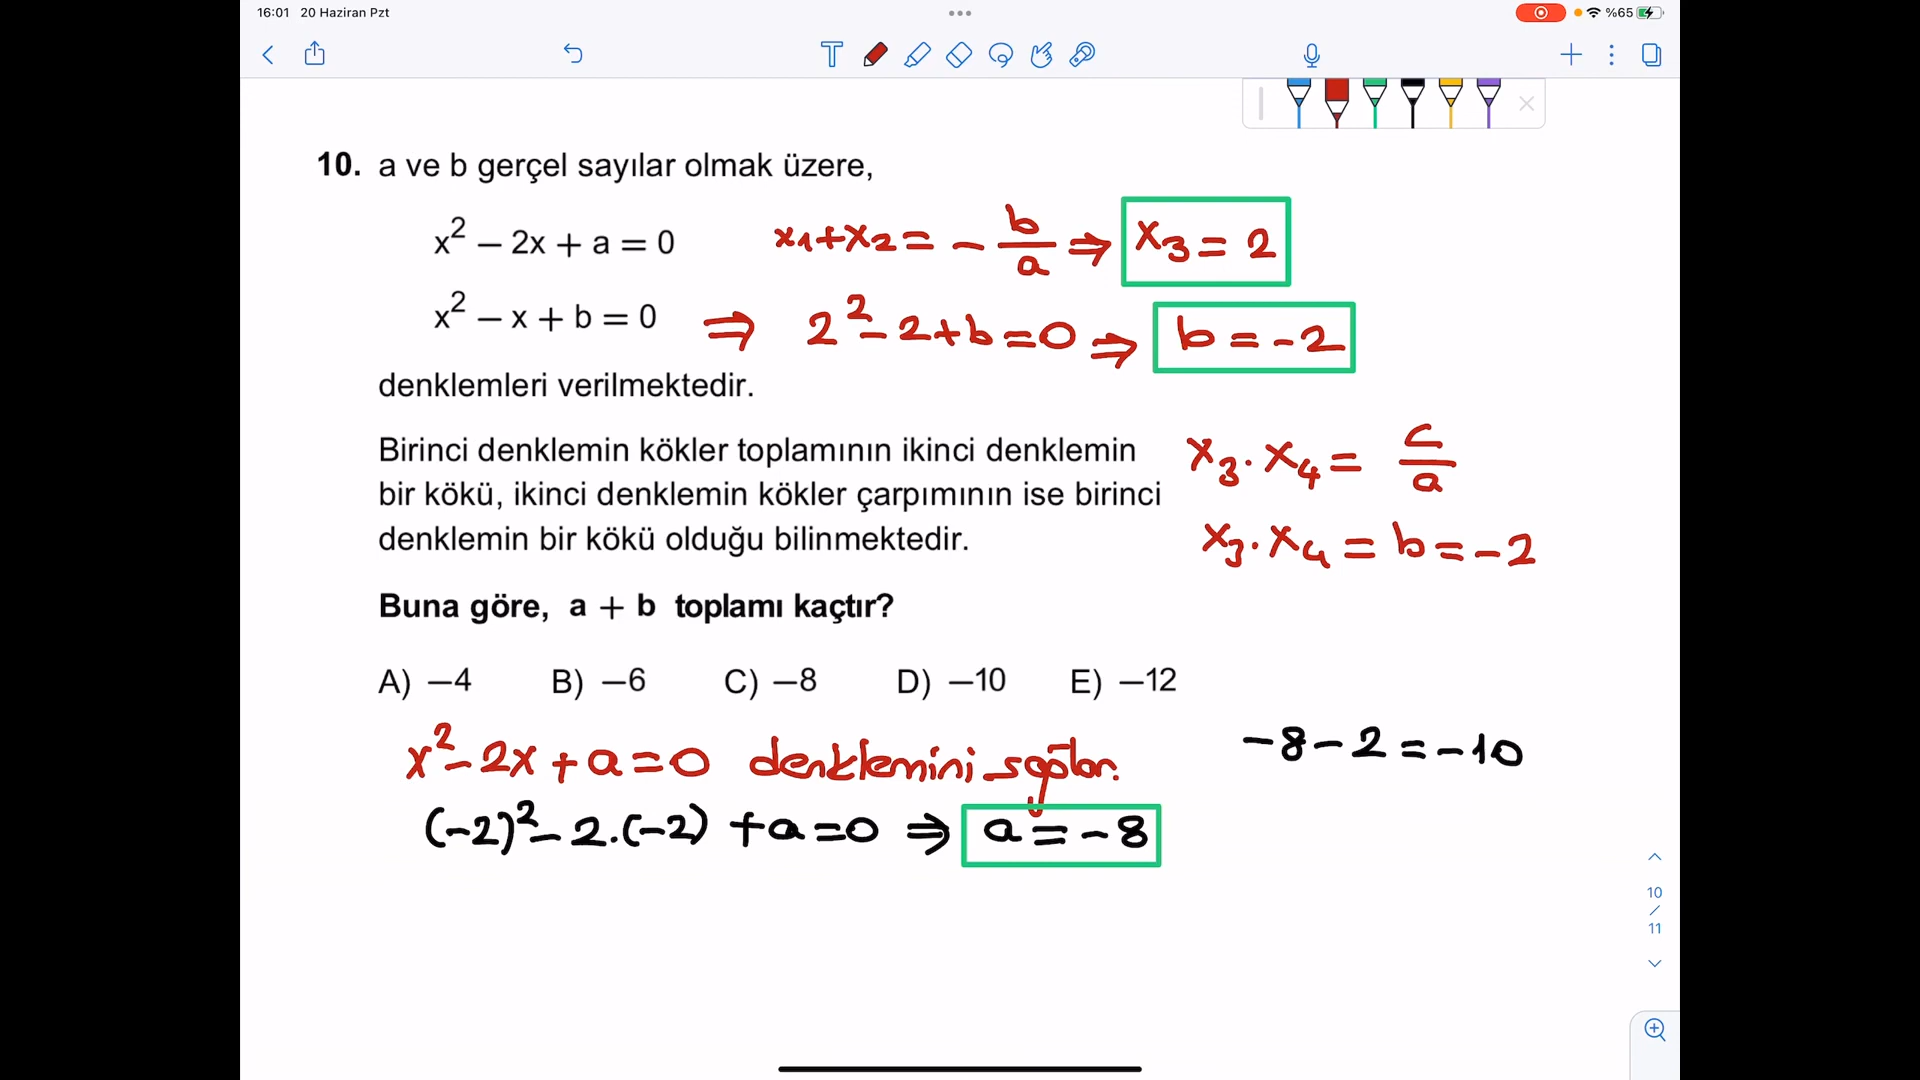 16:01 20 Haziran Pzt
%65
10. a ve b gerçel sayılar olmak üzere,
x² – 2x + a = 0
x₁+x₂ = – b/a ⇒ x₃ = 2
x² – x + b = 0
⇒ 2² – 2 + b = 0 ⇒ b = –2
denklemleri verilmektedir.
Birinci denklemin kökler toplamının ikinci denklemin
bir kökü, ikinci denklemin kökler çarpımının ise birinci
denklemin bir kökü olduğu bilinmektedir.
x₃ . x₄ = c/a
x₃ . x₄ = b = –2
Buna göre, a + b toplamı kaçtır?
A) –4 B) –6 C) –8 D) –10 E) –12
x² – 2x + a = 0 denklemini sağlar.
(–2)² – 2.(–2) + a = 0 ⇒ a = –8
–8 – 2 = –10
10
/
11